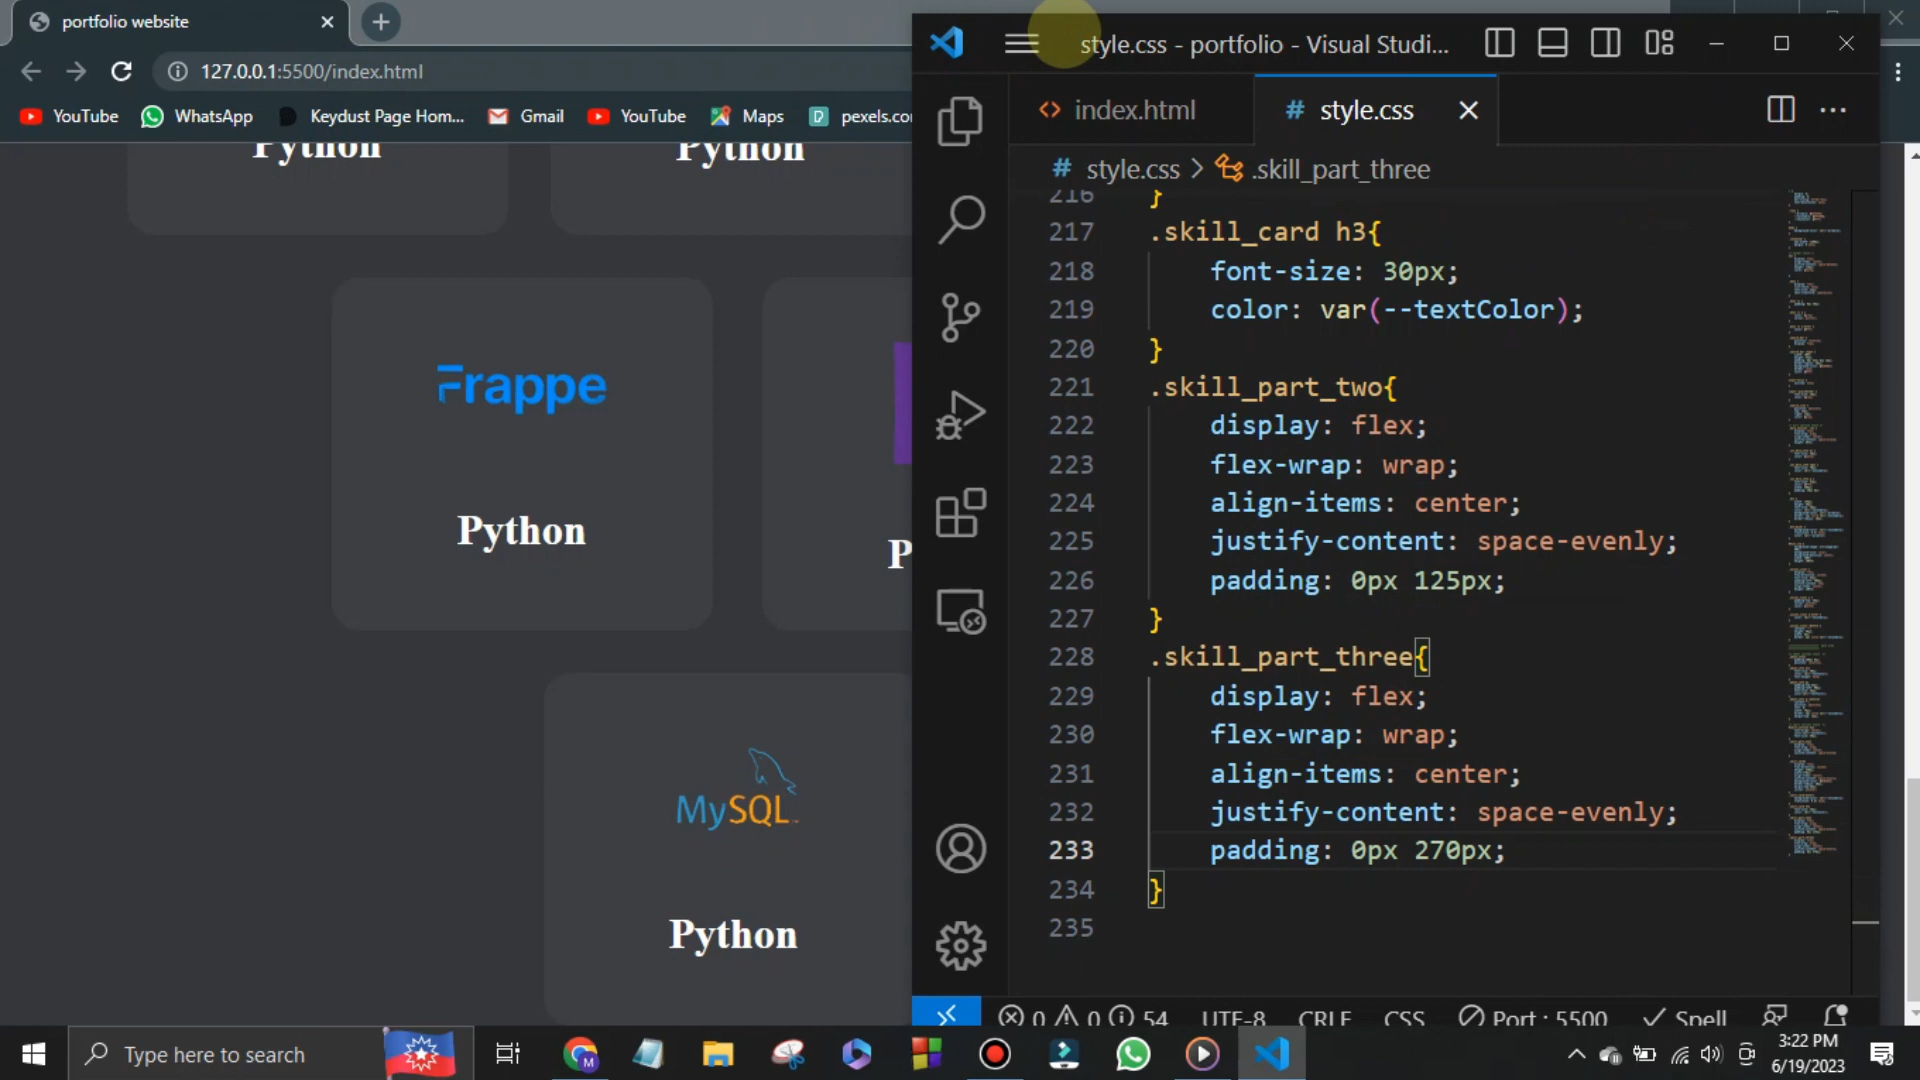 portfolio website
127.0.0.1:5500/index.html
YouTube
WhatsApp
Keydust Page Hom...
Gmail
YouTube
Maps
pexels.co
Python
Python
Frappe
Python
P
MySQL
Python
style.css - portfolio - Visual Studi...
<> index.html
# style.css
# style.css > .skill_part_three
216 }
217 .skill_card h3{
218 font-size: 30px;
219 color: var(--textColor);
220 }
221 .skill_part_two{
222 display: flex;
223 flex-wrap: wrap;
224 align-items: center;
225 justify-content: space-evenly;
226 padding: 0px 125px;
227 }
228 .skill_part_three{
229 display: flex;
230 flex-wrap: wrap;
231 align-items: center;
232 justify-content: space-evenly;
233 padding: 0px 270px;
234 }
235
0 0 54 UTF-8 CRLF CSS Port : 5500 Spell
Type here to search
3:22 PM
6/19/2023